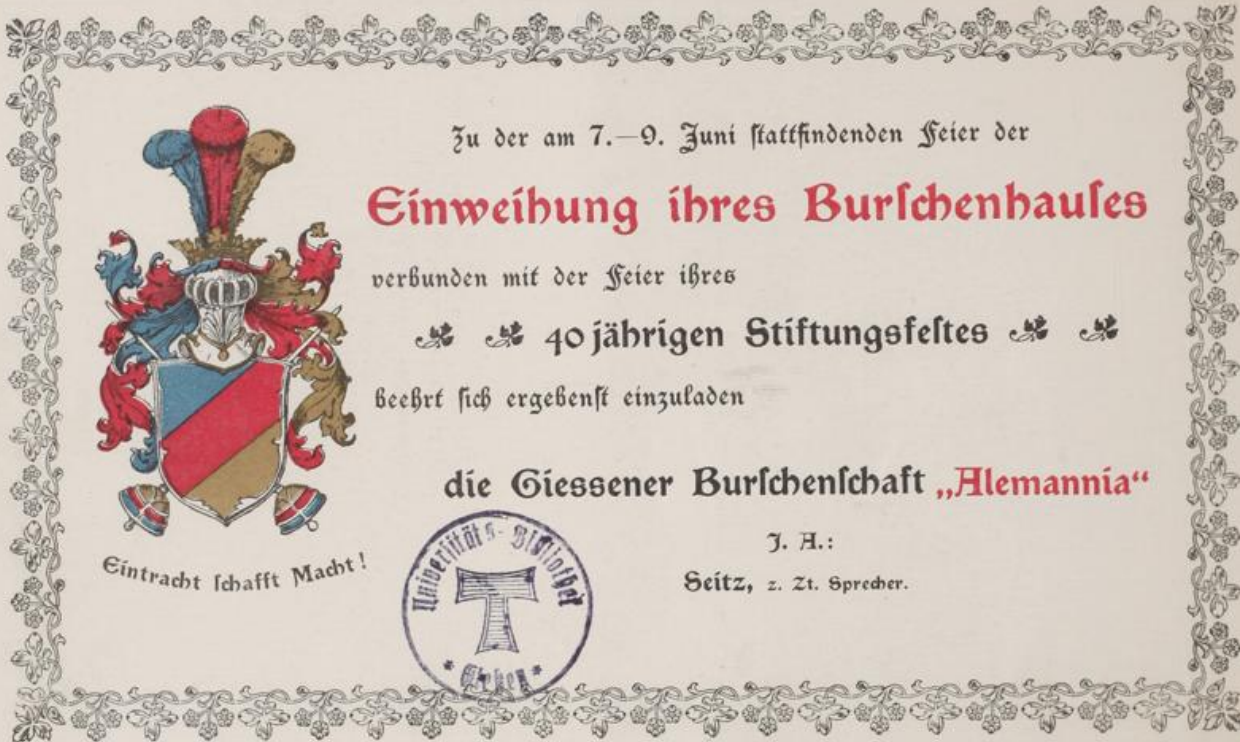 Zu der am 7.—9. Juni ſtattfindenden Feier der
Einweihung ihres Burſchenhauſes
verbunden mit der Feier ihres
40 jährigen Stiftungsfeſtes
beehrt ſich ergebenſt einzuladen
die Giessener Burſchenſchaft „Alemannia“
J. A.:
Seitz, z. Zt. Sprecher.
Eintracht ſchafft Macht!
Univerſitäts-Bibliothek
* Gießen *